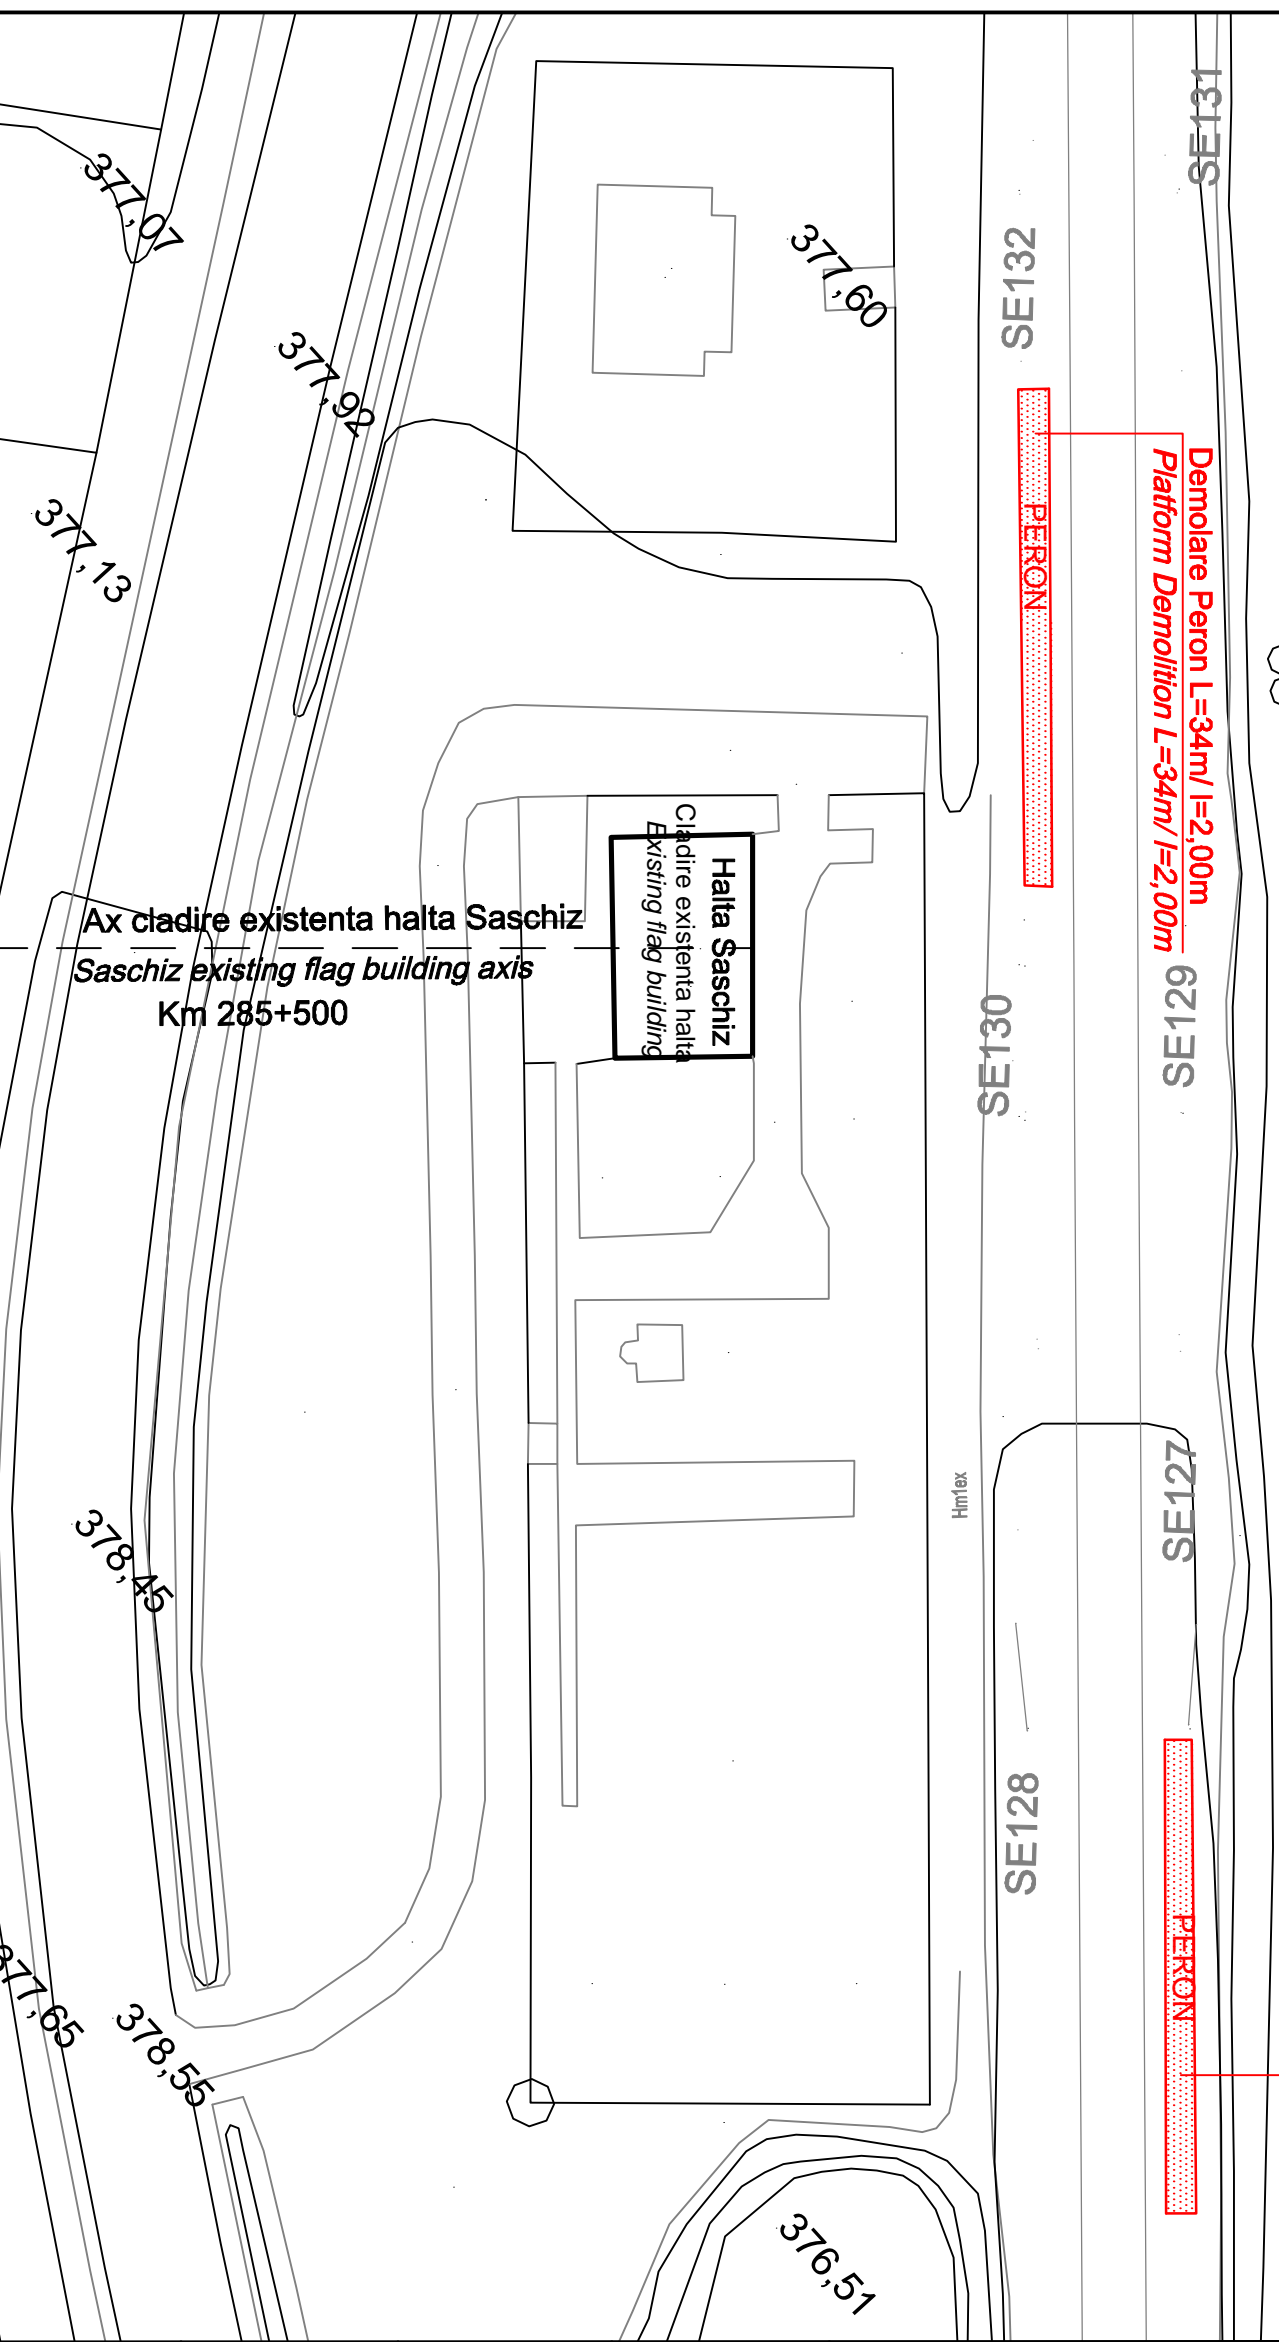 SE131
377,07
377,60
SE132
377,92
Demolare Peron L=34m/ l=2,00m
Platform Demolition L=34m/ l=2,00m
PERON
377,13
Halta Saschiz
Cladire existenta halta
Existing flag building
Ax cladire existenta halta Saschiz
Saschiz existing flag building axis
Km 285+500
SE129
SE130
Hm1ex
SE127
378,45
SE128
PERON
377,65
378,55
376,51